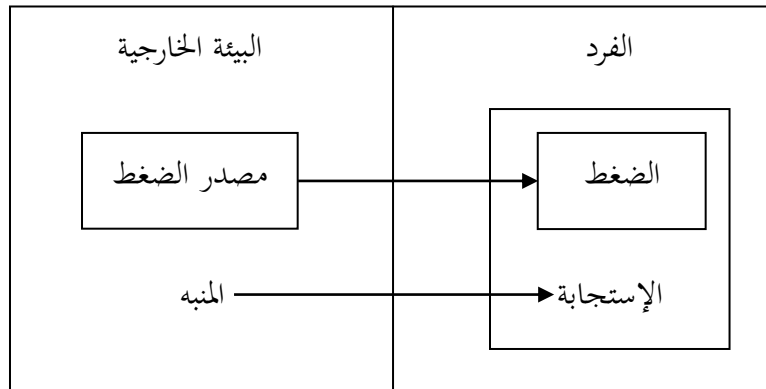 الفرد
البيئة الخارجية
الضغط
مصدر الضغط
الإستجابة
المنبه